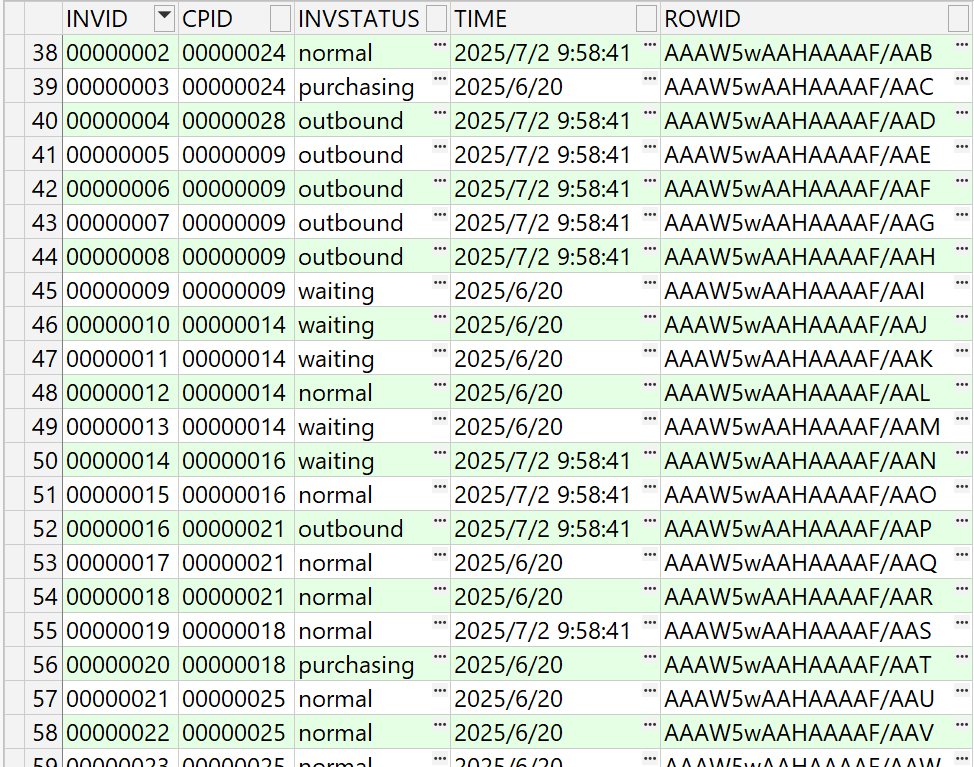 INVID CPID INVSTATUS TIME ROWID
38 00000002 00000024 normal ··· 2025/7/2 9:58:41 ··· AAAW5wAAHAAAAF/AAB ···
39 00000003 00000024 purchasing ··· 2025/6/20 ··· AAAW5wAAHAAAAF/AAC ···
40 00000004 00000028 outbound ··· 2025/7/2 9:58:41 ··· AAAW5wAAHAAAAF/AAD ···
41 00000005 00000009 outbound ··· 2025/7/2 9:58:41 ··· AAAW5wAAHAAAAF/AAE ···
42 00000006 00000009 outbound ··· 2025/7/2 9:58:41 ··· AAAW5wAAHAAAAF/AAF ···
43 00000007 00000009 outbound ··· 2025/7/2 9:58:41 ··· AAAW5wAAHAAAAF/AAG ···
44 00000008 00000009 outbound ··· 2025/7/2 9:58:41 ··· AAAW5wAAHAAAAF/AAH ···
45 00000009 00000009 waiting ··· 2025/6/20 ··· AAAW5wAAHAAAAF/AAI ···
46 00000010 00000014 waiting ··· 2025/6/20 ··· AAAW5wAAHAAAAF/AAJ ···
47 00000011 00000014 waiting ··· 2025/6/20 ··· AAAW5wAAHAAAAF/AAK ···
48 00000012 00000014 normal ··· 2025/6/20 ··· AAAW5wAAHAAAAF/AAL ···
49 00000013 00000014 waiting ··· 2025/6/20 ··· AAAW5wAAHAAAAF/AAM ···
50 00000014 00000016 waiting ··· 2025/7/2 9:58:41 ··· AAAW5wAAHAAAAF/AAN ···
51 00000015 00000016 normal ··· 2025/7/2 9:58:41 ··· AAAW5wAAHAAAAF/AAO ···
52 00000016 00000021 outbound ··· 2025/7/2 9:58:41 ··· AAAW5wAAHAAAAF/AAP ···
53 00000017 00000021 normal ··· 2025/6/20 ··· AAAW5wAAHAAAAF/AAQ ···
54 00000018 00000021 normal ··· 2025/6/20 ··· AAAW5wAAHAAAAF/AAR ···
55 00000019 00000018 normal ··· 2025/7/2 9:58:41 ··· AAAW5wAAHAAAAF/AAS ···
56 00000020 00000018 purchasing ··· 2025/6/20 ··· AAAW5wAAHAAAAF/AAT ···
57 00000021 00000025 normal ··· 2025/6/20 ··· AAAW5wAAHAAAAF/AAU ···
58 00000022 00000025 normal ··· 2025/6/20 ··· AAAW5wAAHAAAAF/AAV ···
59 00000023 00000025 normal ··· 2025/6/20 ··· AAAW5wAAHAAAAF/AAW ···